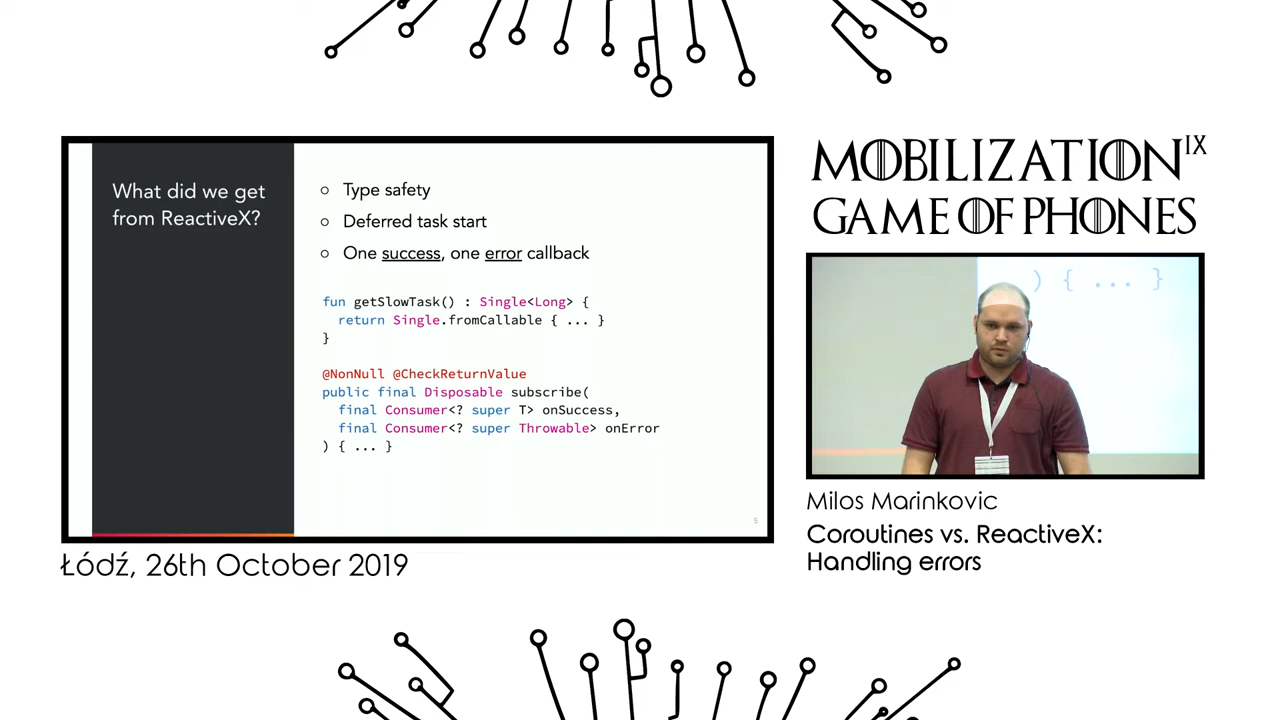 What did we get
from ReactiveX?
○ Type safety
○ Deferred task start
○ One success, one error callback
fun getSlowTask() : Single<Long> {
return Single.fromCallable { ... }
}
@NonNull @CheckReturnValue
public final Disposable subscribe(
final Consumer<? super T> onSuccess,
final Consumer<? super Throwable> onError
) { ... }
5
MOBILIZATION IX
GAME OF PHONES
) { ... }
Milos Marinkovic
Coroutines vs. ReactiveX:
Handling errors
Łódź, 26th October 2019